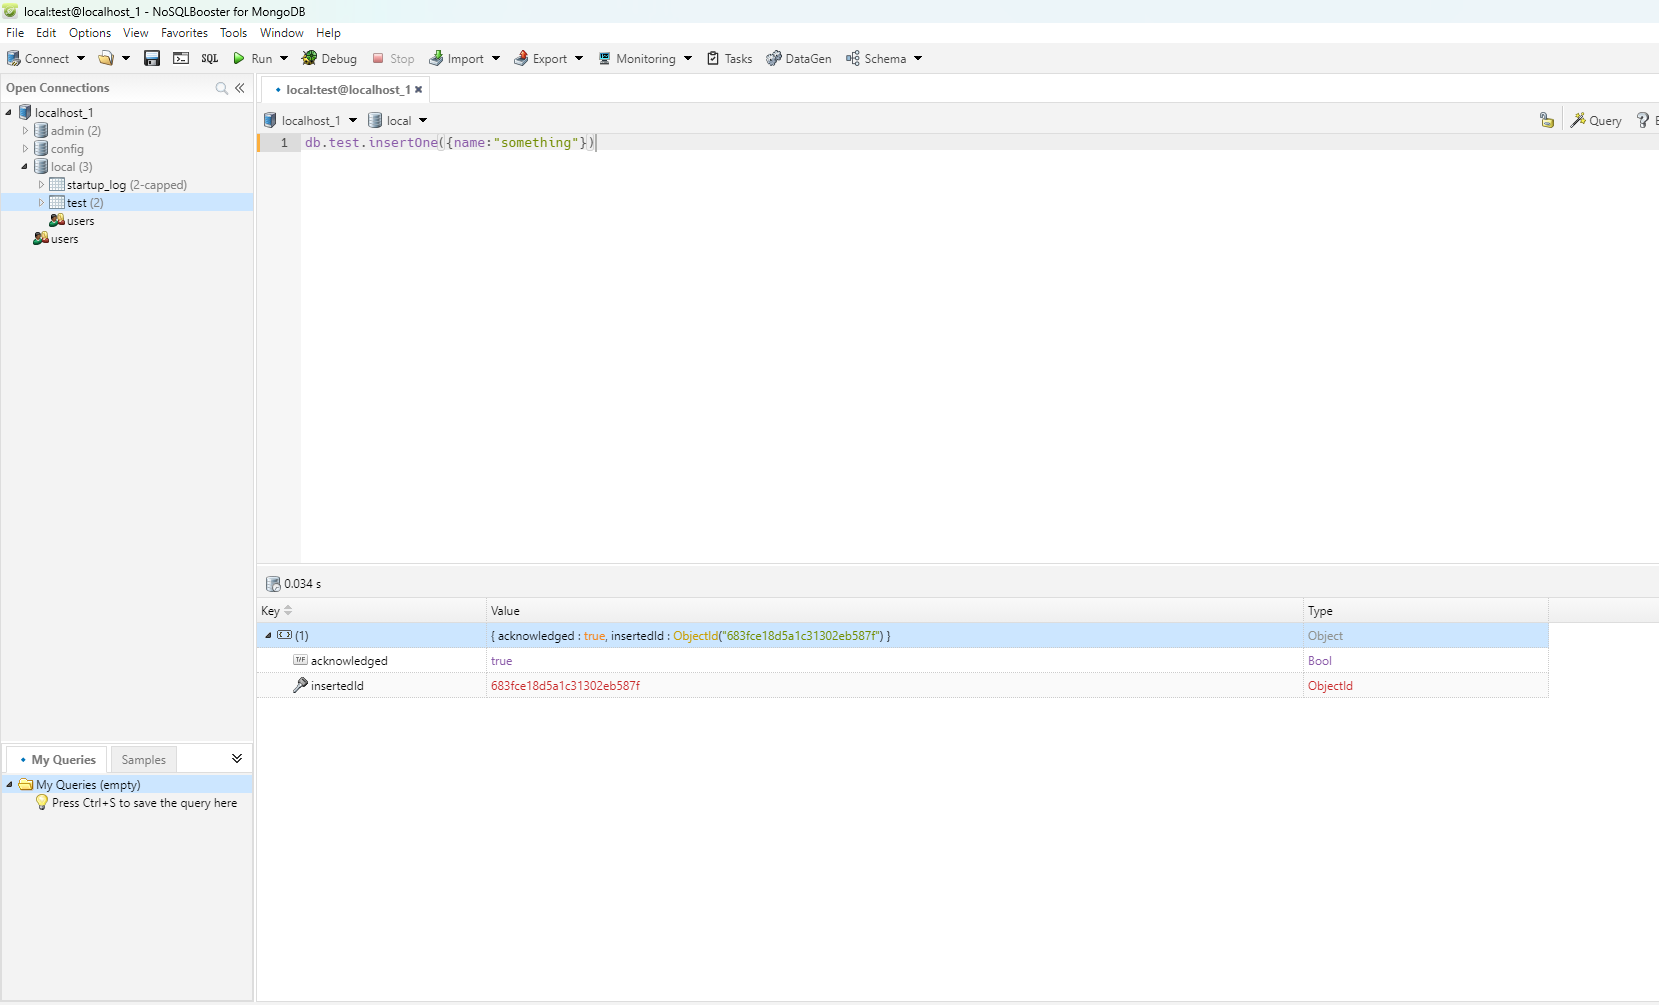 local:test@localhost_1 - NoSQLBooster for MongoDB
File Edit Options View Favorites Tools Window Help
Connect SQL Run Debug Stop Import Export Monitoring Tasks DataGen Schema
Open Connections
localhost_1
admin (2)
config
local (3)
startup_log (2-capped)
test (2)
users
users
local:test@localhost_1
localhost_1 local Query
1 db.test.insertOne({name:"something"})
0.034 s
Key Value Type
(1) { acknowledged : true, insertedId : ObjectId("683fce18d5a1c31302eb587f") } Object
T/F acknowledged true Bool
insertedId 683fce18d5a1c31302eb587f ObjectId
My Queries Samples
My Queries (empty)
Press Ctrl+S to save the query here